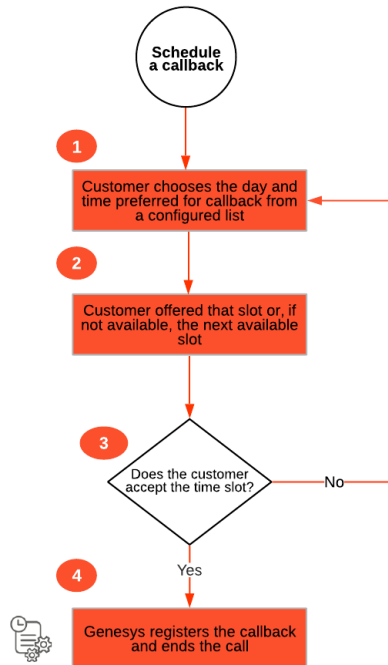 Schedule
a callback
1
Customer chooses the day and
time preferred for callback from
a configured list
2
Customer offered that slot or, if
not available, the next available
slot
3
Does the customer
accept the time slot?
No
Yes
4
Genesys registers the callback
and ends the call